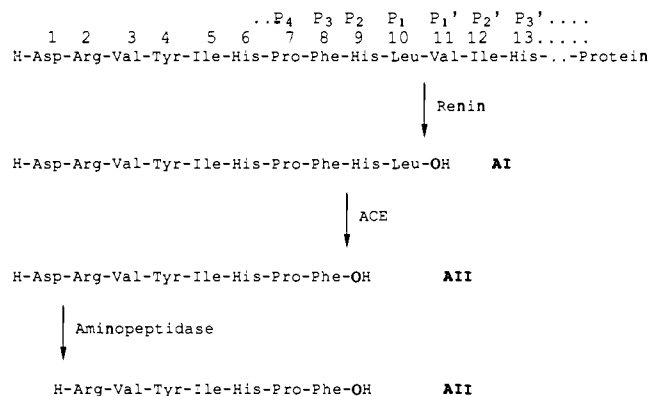 ..P4 P3 P2 P1 P1' P2' P3'.....
1 2 3 4 5 6 7 8 9 10 11 12 13.....
H-Asp-Arg-Val-Tyr-Ile-His-Pro-Phe-His-Leu-Val-Ile-His-..-Protein
Renin
H-Asp-Arg-Val-Tyr-Ile-His-Pro-Phe-His-Leu-OH AI
ACE
H-Asp-Arg-Val-Tyr-Ile-His-Pro-Phe-OH AII
Aminopeptidase
H-Arg-Val-Tyr-Ile-His-Pro-Phe-OH AII